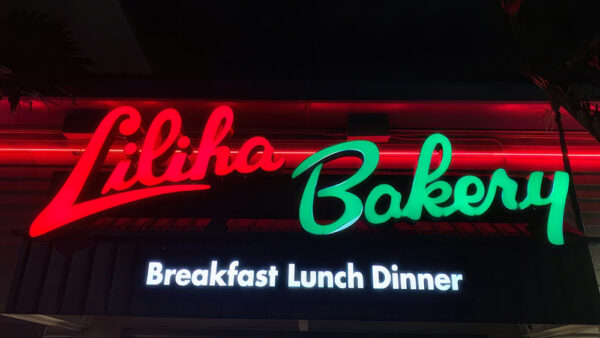 Liliha Bakery
Breakfast Lunch Dinner